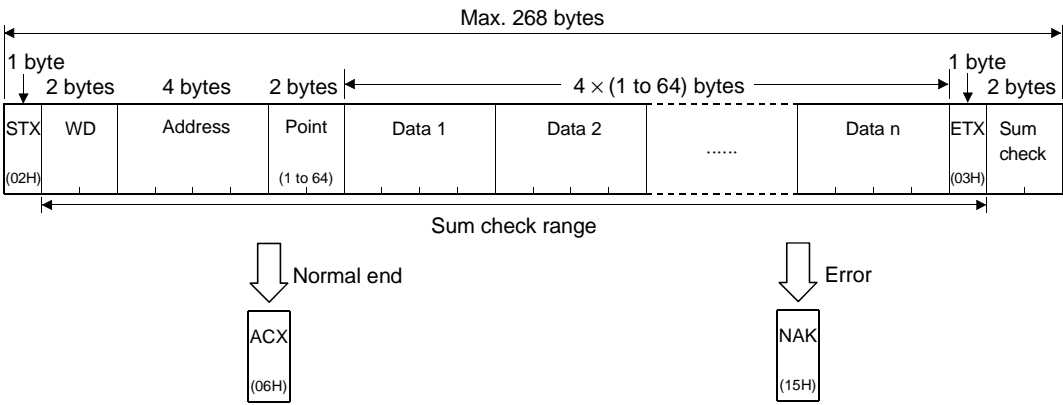 Max. 268 bytes
1 byte
2 bytes
4 bytes
2 bytes
4 × (1 to 64) bytes
1 byte
2 bytes
STX
(02H)
WD
Address
Point
(1 to 64)
Data 1
Data 2
......
Data n
ETX
(03H)
Sum
check
Sum check range
Normal end
Error
ACX
(06H)
NAK
(15H)